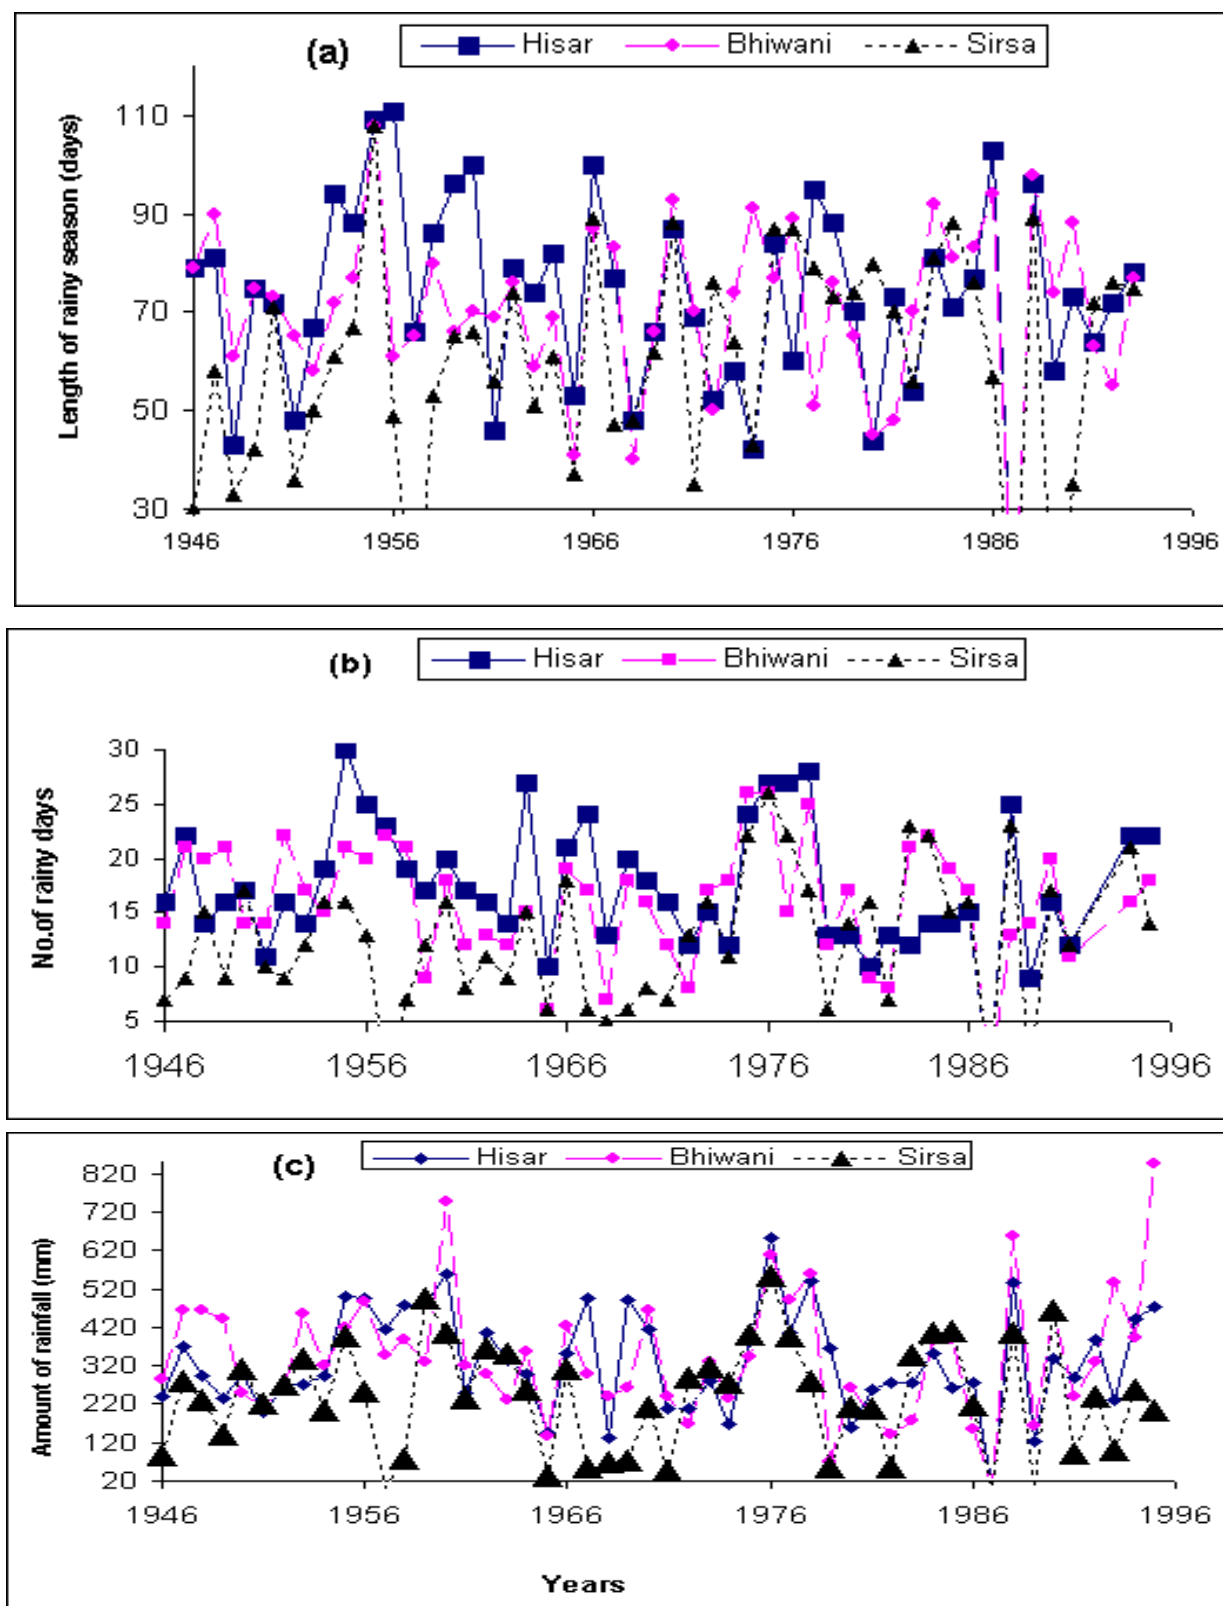 (a) Hisar Bhiwani Sirsa
110
90
70
50
30
1946 1956 1966 1976 1986 1996
Length of rainy season (days)
(b) Hisar Bhiwani Sirsa
30
25
20
15
10
5
1946 1956 1966 1976 1986 1996
No.of rainy days
(c) Hisar Bhiwani Sirsa
820
720
620
520
420
320
220
120
20
1946 1956 1966 1976 1986 1996
Amount of rainfall (mm)
Years